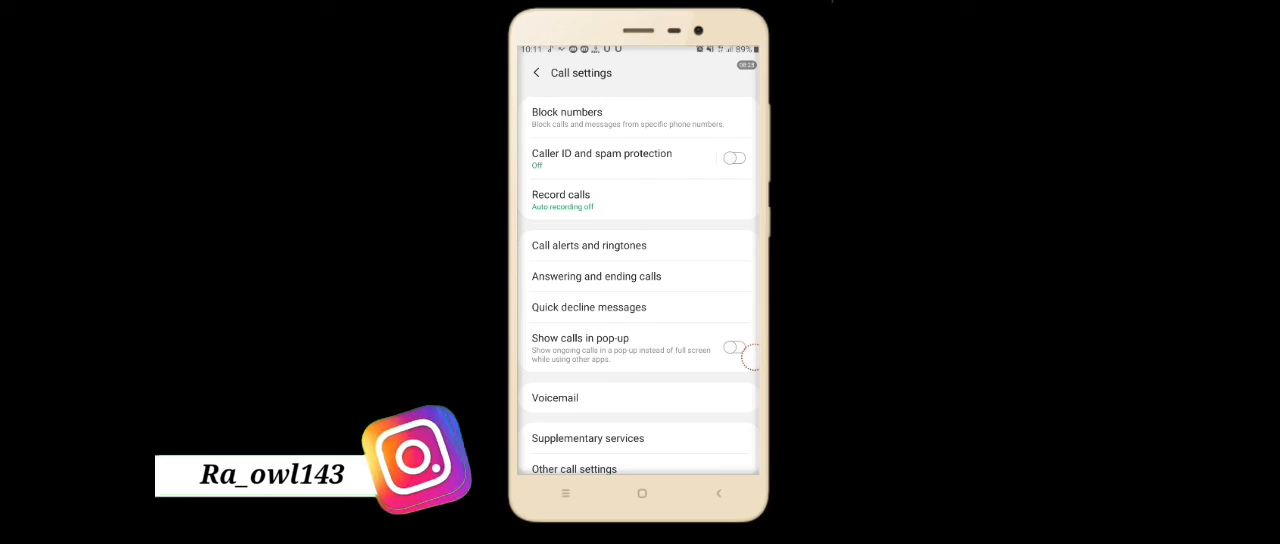 10:11
89%
Call settings
Block numbers
Block calls and messages from specific phone numbers.
Caller ID and spam protection
Off
Record calls
Auto recording off
Call alerts and ringtones
Answering and ending calls
Quick decline messages
Show calls in pop-up
Show ongoing calls in a pop-up instead of full screen
while using other apps.
Voicemail
Supplementary services
Other call settings
Ra_owl143